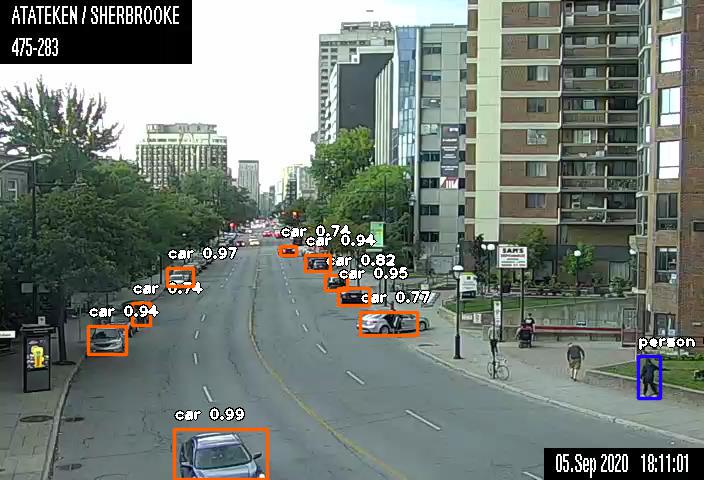 ATATEKEN / SHERBROOKE
475-283
car 0.74
car 0.94
car 0.97
car 0.82
car 0.95
car 0.74
car 0.77
car 0.94
SAM'S
person
car 0.99
05.Sep 2020 18:11:01